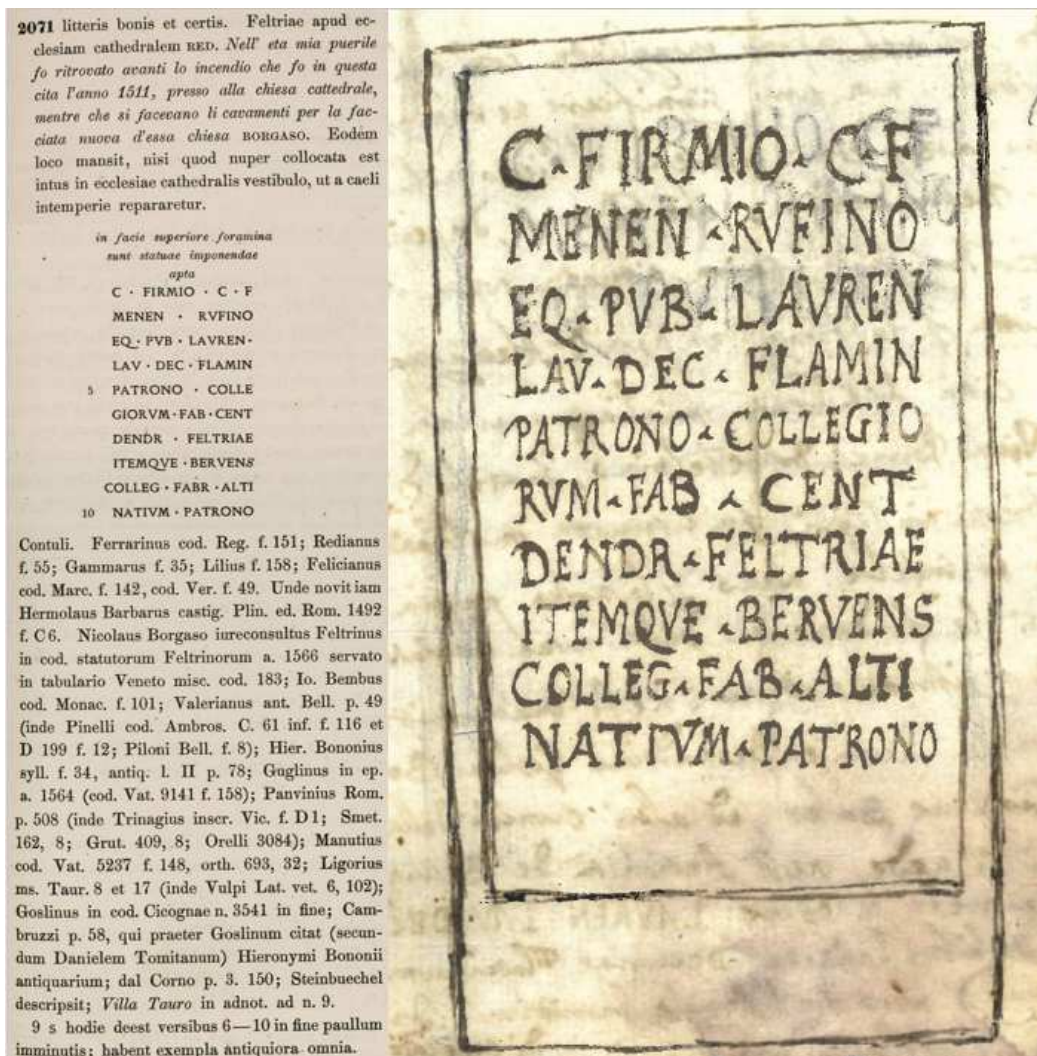 2071 litteris bonis et certis. Feltriae apud ec-
clesiam cathedralem RED. Nell' eta mia puerile
fo ritrovato avanti lo incendio che fo in questa
cita l'anno 1511, presso alla chiesa cattedrale,
mentre che si facevano li cavamenti per la fac-
ciata nuova d'essa chiesa BORGASO. Eodem
loco mansit, nisi quod nuper collocata est
intus in ecclesiae cathedralis vestibulo, ut a caeli
intemperie repararetur.
in facie superiore foramina
sunt statuae imponendae
apta
C · FIRMIO · C · F
MENEN · RVFINO
EQ · PVB · LAVREN·
LAV · DEC · FLAMIN
5 PATRONO · COLLE
GIORVM · FAB · CENT
DENDR · FELTRIAE
ITEMQVE · BERVENS
COLLEG · FABR · ALTI
10 NATIVM · PATRONO
Contuli. Ferrarinus cod. Reg. f. 151; Redianus
f. 55; Gammarus f. 35; Lilius f. 158; Felicianus
cod. Marc. f. 142, cod. Ver. f. 49. Unde novit iam
Hermolaus Barbarus castig. Plin. ed. Rom. 1492
f. C 6. Nicolaus Borgaso iureconsultus Feltrinus
in cod. statutorum Feltrinorum a. 1566 servato
in tabulario Veneto misc. cod. 183; Io. Bembus
cod. Monac. f. 101; Valerianus ant. Bell. p. 49
(inde Pinelli cod. Ambros. C. 61 inf. f. 116 et
D 199 f. 12; Piloni Bell. f. 8); Hier. Bononius
syll. f. 34, antiq. l. II p. 78; Guglinus in ep.
a. 1564 (cod. Vat. 9141 f. 158); Panvinius Rom.
p. 508 (inde Trinagius inscr. Vic. f. D 1; Smet.
162, 8; Grut. 409, 8; Orelli 3084); Manutius
cod. Vat. 5237 f. 148, orth. 693, 32; Ligorius
ms. Taur. 8 et 17 (inde Vulpi Lat. vet. 6, 102);
Goslinus in cod. Cicognae n. 3541 in fine; Cam-
bruzzi p. 58, qui praeter Goslinum citat (secun-
dum Danielem Tomitanum) Hieronymi Bononii
antiquarium; dal Corno p. 3. 150; Steinbuechel
descripsit; Villa Tauro in adnot. ad n. 9.
9 s hodie deest versibus 6—10 in fine paullum
imminutis; habent exempla antiquiora omnia.
C · FIRMIO · C · F
MENEN · RVFINO
EQ · PVB · LAVREN
LAV · DEC · FLAMIN
PATRONO · COLLEGIO
RVM · FAB · CENT
DENDR · FELTRIAE
ITEMQVE · BERVENS
COLLEG · FAB · ALTI
NATIVM · PATRONO